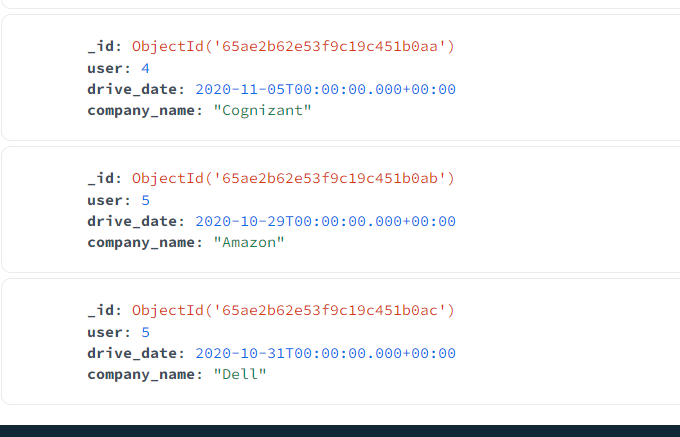 _id: ObjectId('65ae2b62e53f9c19c451b0aa')
user: 4
drive_date: 2020-11-05T00:00:00.000+00:00
company_name: "Cognizant"
_id: ObjectId('65ae2b62e53f9c19c451b0ab')
user: 5
drive_date: 2020-10-29T00:00:00.000+00:00
company_name: "Amazon"
_id: ObjectId('65ae2b62e53f9c19c451b0ac')
user: 5
drive_date: 2020-10-31T00:00:00.000+00:00
company_name: "Dell"